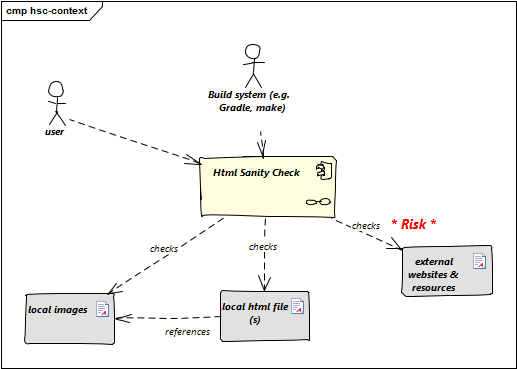 cmp hsc-context
Build system (e.g.
Gradle, make)
user
Html Sanity Check
checks
* Risk *
checks
checks
external
websites &
resources
local images
local html file
(s)
references